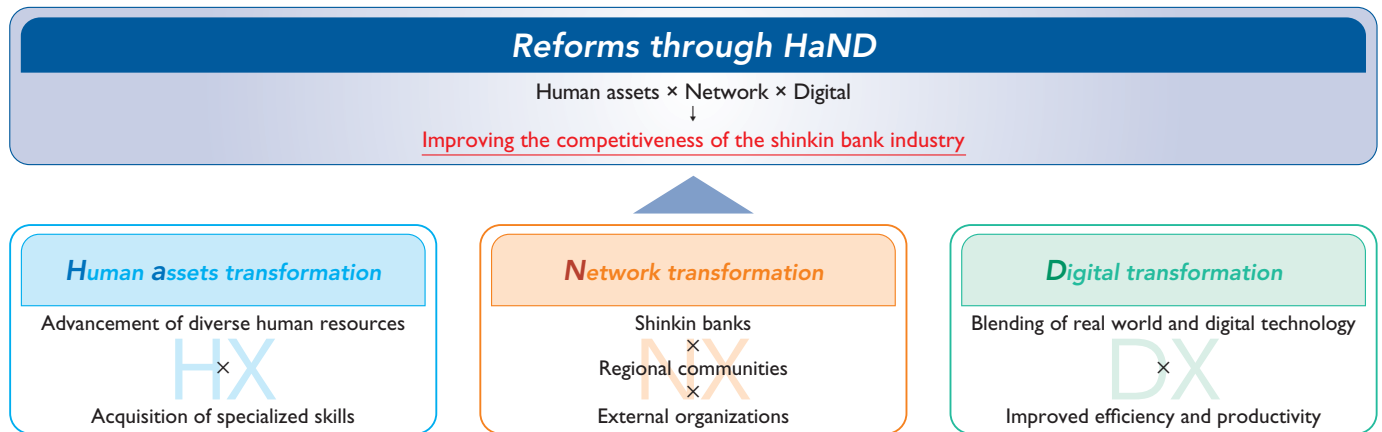 Reforms through HaND
Human assets × Network × Digital
↓
Improving the competitiveness of the shinkin bank industry
Human assets transformation
Advancement of diverse human resources
HX
×
Acquisition of specialized skills
Network transformation
Shinkin banks
×
NX
Regional communities
×
External organizations
Digital transformation
Blending of real world and digital technology
DX
×
Improved efficiency and productivity